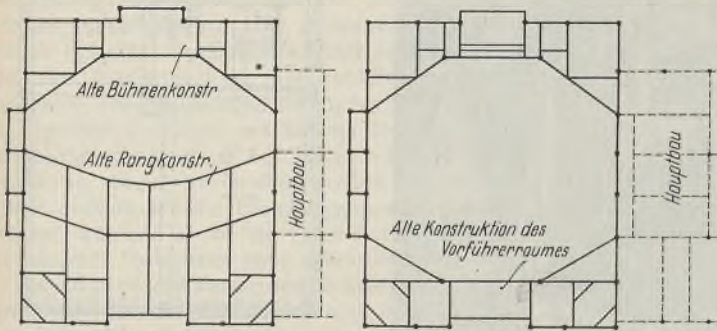 Alte Bühnenkonstr
Alte Rangkonstr.
Hauptbau
Alte Konstruktion des
Vorführerraumes
Hauptbau